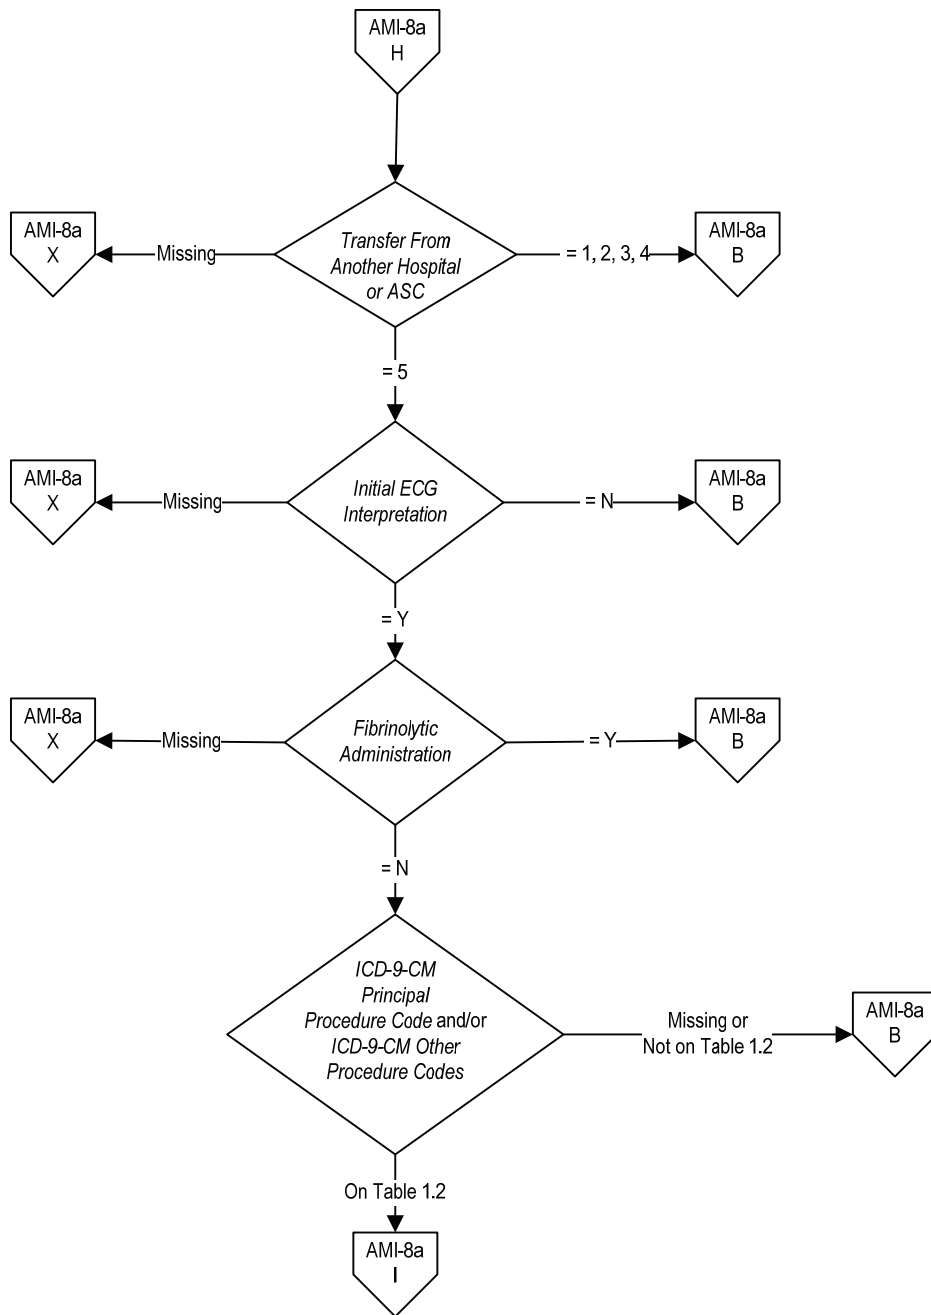 AMI-8a
H
AMI-8a
X
Missing
Transfer From
Another Hospital
or ASC
= 1, 2, 3, 4
AMI-8a
B
= 5
AMI-8a
X
Missing
Initial ECG
Interpretation
= N
AMI-8a
B
= Y
AMI-8a
X
Missing
Fibrinolytic
Administration
= Y
AMI-8a
B
= N
ICD-9-CM
Principal
Procedure Code and/or
ICD-9-CM Other
Procedure Codes
Missing or
Not on Table 1.2
AMI-8a
B
On Table 1.2
AMI-8a
I